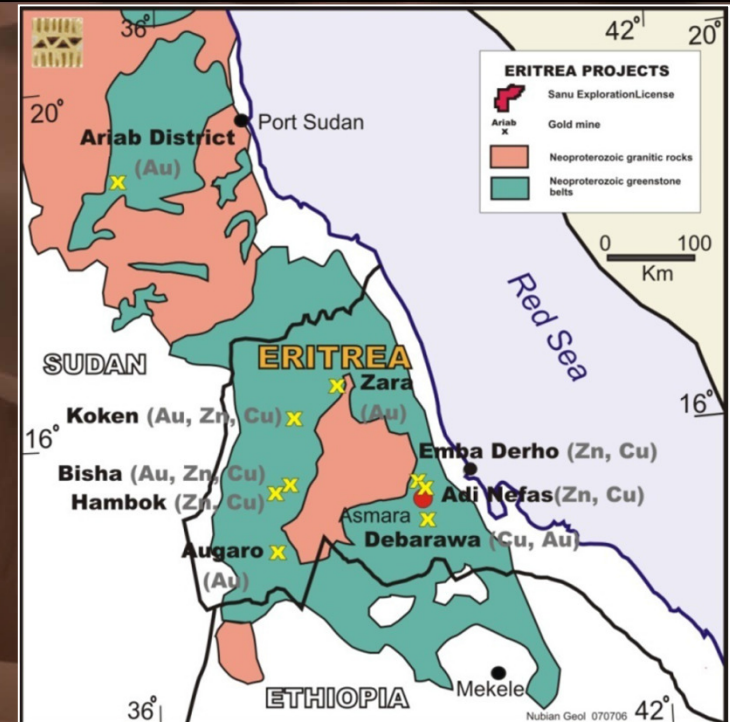 36°
42°
20°
ERITREA PROJECTS
Sanu ExplorationLicense
Ariab
x
Gold mine
Neoproterozoic granitic rocks
Neoproterozoic greenstone
belts
20°
Port Sudan
Ariab District
(Au)
x
0 100
Km
Red Sea
SUDAN
ERITREA
x Zara
(Au)
Koken (Au, Zn, Cu) x
16°
16°
Emba Derho (Zn, Cu)
Bisha (Au, Zn, Cu) x
Hambok (Zn, Cu) x
x x
Adi Nefas(Zn, Cu)
Asmara x
Debarawa (Cu, Au)
Augaro x
(Au)
Mekele
ETHIOPIA
36°
42°
Nubian Geol 070706